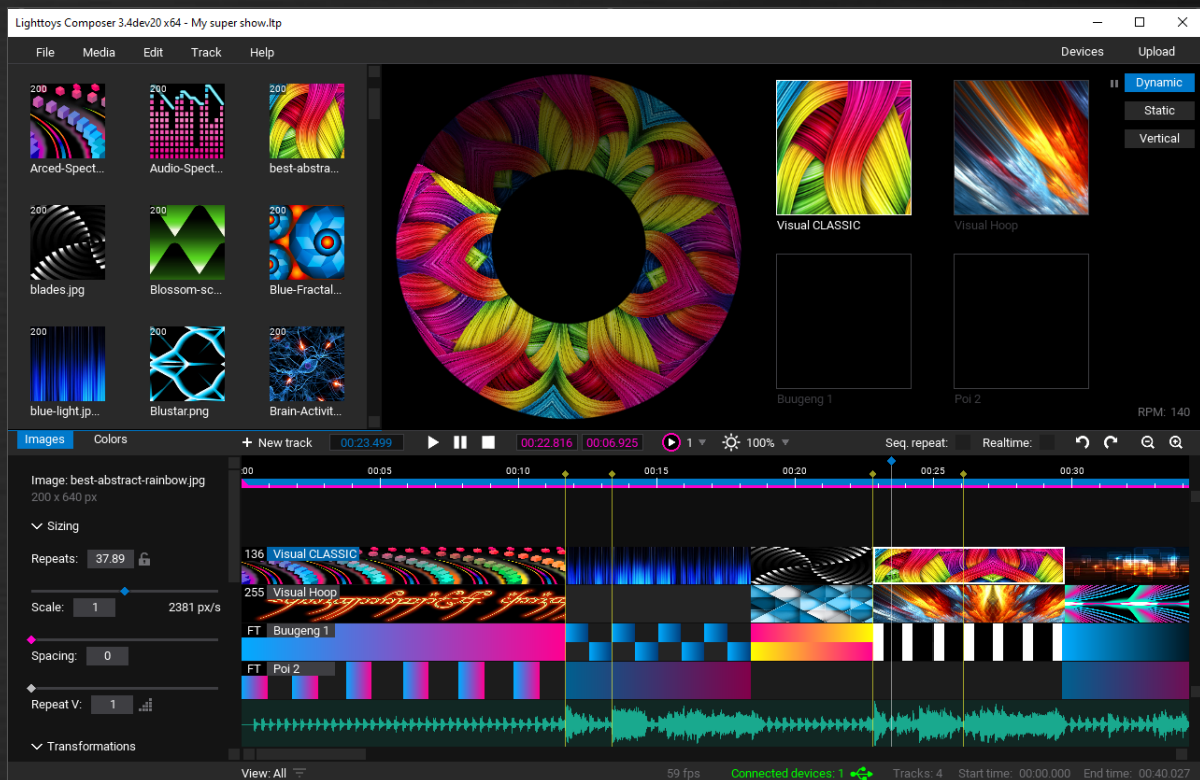 Lighttoys Composer 3.4dev20 x64 - My super show.ltp
File Media Edit Track Help Devices Upload
200 200 200
Arced-Spect... Audio-Spect... best-abstra...
200 200 200
blades.jpg Blossom-sc... Blue-Fractal...
200 200 200
blue-light.jp... Blustar.png Brain-Activit...
Visual CLASSIC Visual Hoop
Buugeng 1 Poi 2
Dynamic
Static
Vertical
RPM: 140
Images Colors
+ New track 00:23.499 00:22.816 00:06.925 1 100% Seq. repeat: Realtime:
Image: best-abstract-rainbow.jpg
200 x 640 px
Sizing
Repeats: 37.89
Scale: 1 2381 px/s
Spacing: 0
Repeat V: 1
Transformations
:00 00:05 00:10 00:15 00:20 00:25 00:30
136 Visual CLASSIC
255 Visual Hoop
FT Buugeng 1
FT Poi 2
View: All 59 fps Connected devices: 1 Tracks: 4 Start time: 00:00.000 End time: 00:40.027